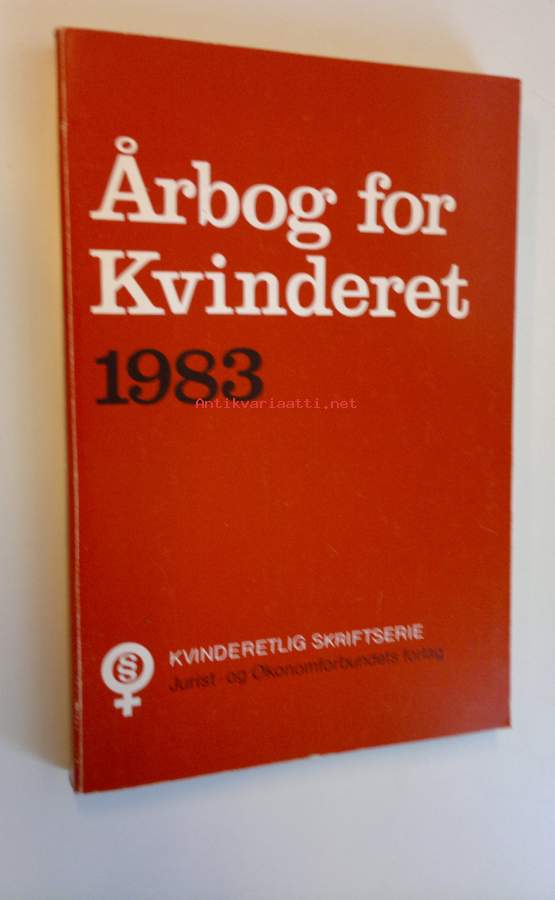 Årbog for
Kvinderet
1983
Antikvariaatti.net
§
KVINDERETLIG SKRIFTSERIE
Jurist- og Økonomforbundets forlag